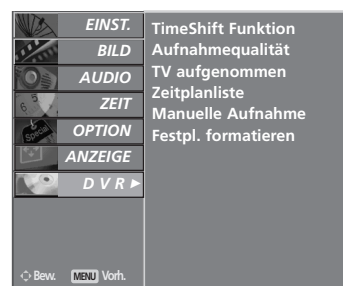 EINST.
BILD
AUDIO
ZEIT
OPTION
ANZEIGE
D V R ►
Bew. MENU Vorh.
TimeShift Funktion
Aufnahmequalität
TV aufgenommen
Zeitplanliste
Manuelle Aufnahme
Festpl. formatieren